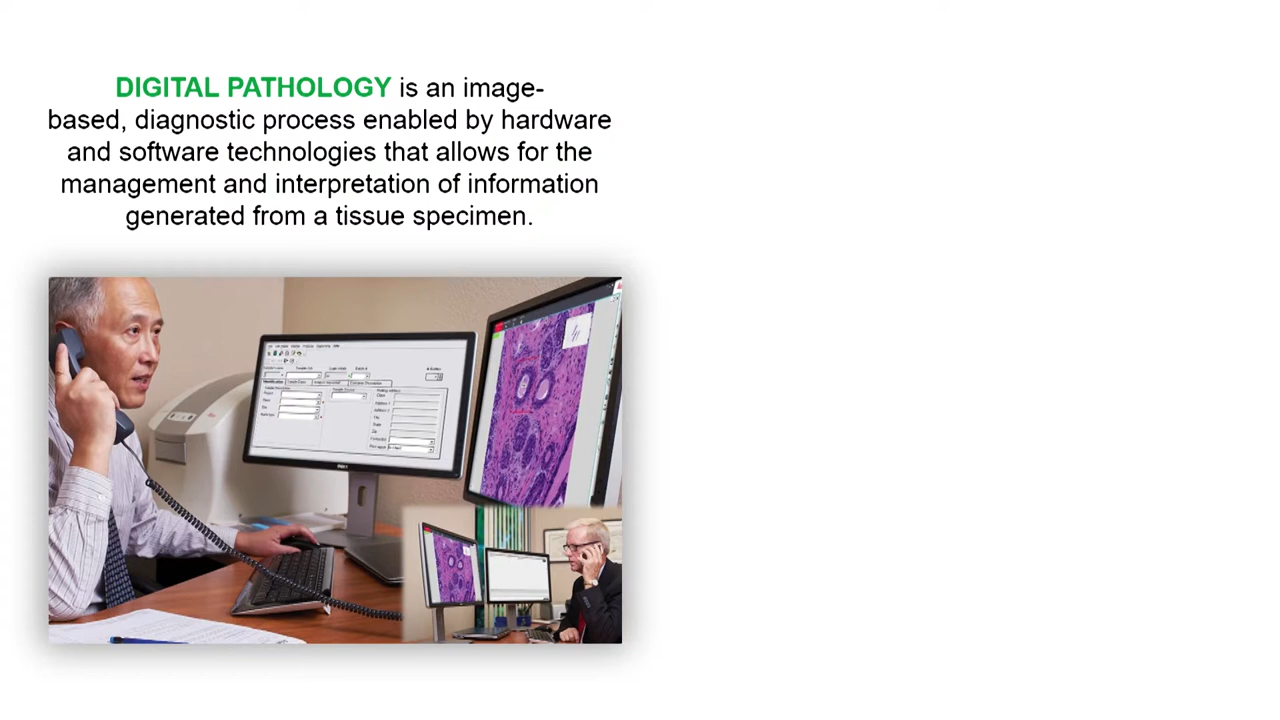 DIGITAL PATHOLOGY is an image-
based, diagnostic process enabled by hardware
and software technologies that allows for the
management and interpretation of information
generated from a tissue specimen.